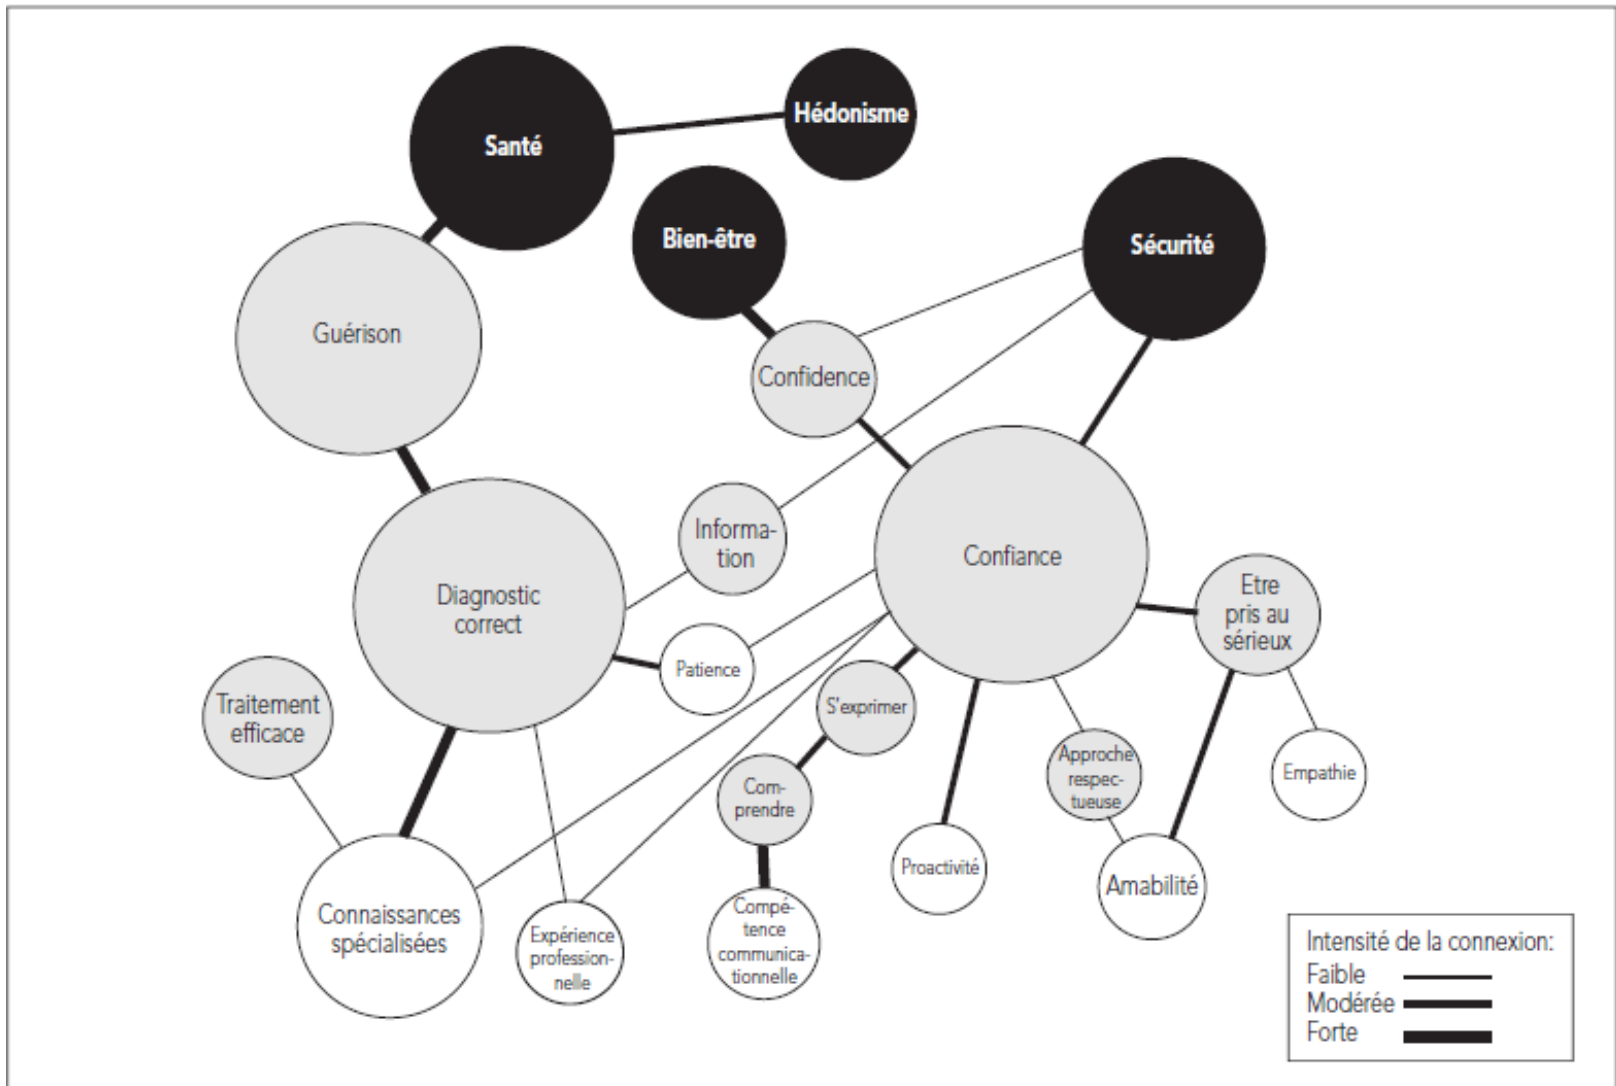 Santé
Hédonisme
Bien-être
Sécurité
Guérison
Confidence
Informa-
tion
Confiance
Diagnostic
correct
Etre
pris au
sérieux
Patience
Traitement
efficace
S'exprimer
Approche
respec-
tueuse
Empathie
Com-
prendre
Proactivité
Amabilité
Connaissances
spécialisées
Expérience
profession-
nelle
Compé-
tence
communica-
tionnelle
Intensité de la connexion:
Faible
Modérée
Forte